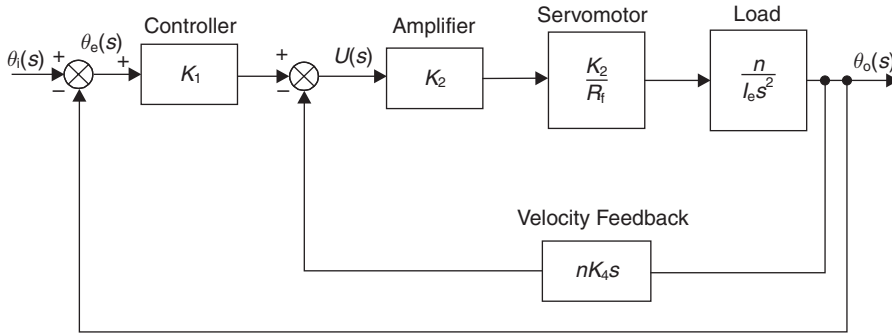 Controller
Amplifier
Servomotor
Load
θi(s)
+
−
θe(s)
+
K1
+
−
U(s)
K2
K2
Rf
n
Ies2
θo(s)
Velocity Feedback
nK4s